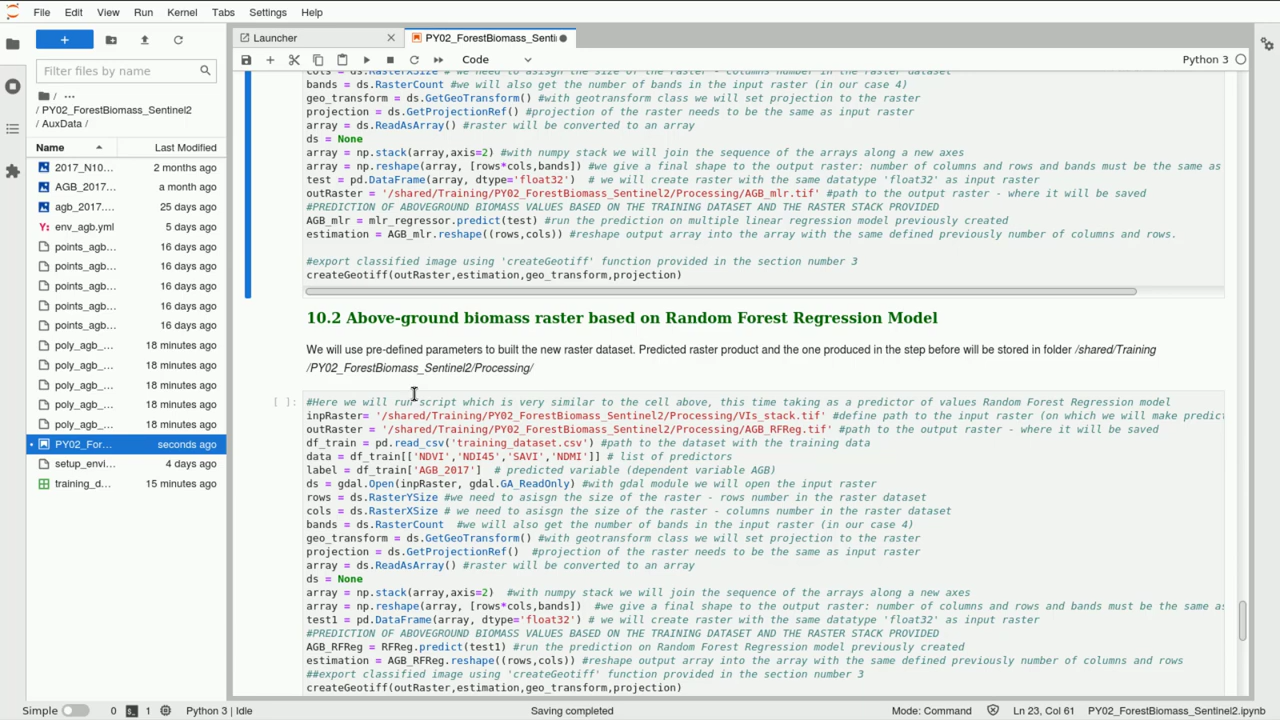 File Edit View Run Kernel Tabs Settings Help
Launcher
PY02_ForestBiomass_Senti
+
Filter files by name
Code
Python 3
/ ...
/ PY02_ForestBiomass_Sentinel2
/ AuxData /
Name Last Modified
2017_N10... 2 months ago
AGB_2017... a month ago
agb_2017.... 25 days ago
Y: env_agb.yml 5 days ago
points_agb... 16 days ago
points_agb... 16 days ago
points_agb... 16 days ago
points_agb... 16 days ago
points_agb... 16 days ago
poly_agb_... 18 minutes ago
poly_agb_... 18 minutes ago
poly_agb_... 18 minutes ago
poly_agb_... 18 minutes ago
poly_agb_... 18 minutes ago
PY02_For... seconds ago
setup_envi... 4 days ago
training_d... 15 minutes ago
cols = ds.RasterXSize # we need to asisgn the size of the raster - columns number in the raster dataset
bands = ds.RasterCount #we will also get the number of bands in the input raster (in our case 4)
geo_transform = ds.GetGeoTransform() #with geotransform class we will set projection to the raster
projection = ds.GetProjectionRef() #projection of the raster needs to be the same as input raster
array = ds.ReadAsArray() #raster will be converted to an array
ds = None
array = np.stack(array,axis=2) #with numpy stack we will join the sequence of the arrays along a new axes
array = np.reshape(array, [rows*cols,bands]) #we give a final shape to the output raster: number of columns and rows and bands must be the same as
test = pd.DataFrame(array, dtype='float32')  # we will create raster with the same datatype 'float32' as input raster
outRaster = '/shared/Training/PY02_ForestBiomass_Sentinel2/Processing/AGB_mlr.tif' #path to the output raster - where it will be saved
#PREDICTION OF ABOVEGROUND BIOMASS VALUES BASED ON THE TRAINING DATASET AND THE RASTER STACK PROVIDED
AGB_mlr = mlr_regressor.predict(test) #run the prediction on multiple linear regression model previously created
estimation = AGB_mlr.reshape((rows,cols)) #reshape output array into the array with the same defined previously number of columns and rows.
#export classified image using 'createGeotiff' function provided in the section number 3
createGeotiff(outRaster,estimation,geo_transform,projection)
10.2 Above-ground biomass raster based on Random Forest Regression Model
We will use pre-defined parameters to built the new raster dataset. Predicted raster product and the one produced in the step before will be stored in folder /shared/Training
/PY02_ForestBiomass_Sentinel2/Processing/
[ ]: #Here we will run script which is very similar to the cell above, this time taking as a predictor of values Random Forest Regression model
inpRaster= '/shared/Training/PY02_ForestBiomass_Sentinel2/Processing/VIs_stack.tif' #define path to the input raster (on which we will make predict
outRaster = '/shared/Training/PY02_ForestBiomass_Sentinel2/Processing/AGB_RFReg.tif' #path to the output raster - where it will be saved
df_train = pd.read_csv('training_dataset.csv') #path to the dataset with the training data
data = df_train[['NDVI','NDI45','SAVI','NDMI']] # list of predictors
label = df_train['AGB_2017']  # predicted variable (dependent variable AGB)
ds = gdal.Open(inpRaster, gdal.GA_ReadOnly) #with gdal module we will open the input raster
rows = ds.RasterYSize #we need to asisgn the size of the raster - rows number in the raster dataset
cols = ds.RasterXSize # we need to asisgn the size of the raster - columns number in the raster dataset
bands = ds.RasterCount  #we will also get the number of bands in the input raster (in our case 4)
geo_transform = ds.GetGeoTransform() #with geotransform class we will set projection to the raster
projection = ds.GetProjectionRef()  #projection of the raster needs to be the same as input raster
array = ds.ReadAsArray() #raster will be converted to an array
ds = None
array = np.stack(array,axis=2)  #with numpy stack we will join the sequence of the arrays along a new axes
array = np.reshape(array, [rows*cols,bands])  #we give a final shape to the output raster: number of columns and rows and bands must be the same as
test1 = pd.DataFrame(array, dtype='float32') # we will create raster with the same datatype 'float32' as input raster
#PREDICTION OF ABOVEGROUND BIOMASS VALUES BASED ON THE TRAINING DATASET AND THE RASTER STACK PROVIDED
AGB_RFReg = RFReg.predict(test1) #run the prediction on Random Forest Regression model previously created
estimation = AGB_RFReg.reshape((rows,cols)) #reshape output array into the array with the same defined previously number of columns and rows
##export classified image using 'createGeotiff' function provided in the section number 3
createGeotiff(outRaster,estimation,geo_transform,projection)
Simple 0 1 Python 3 | Idle Saving completed Mode: Command Ln 23, Col 61 PY02_ForestBiomass_Sentinel2.ipynb